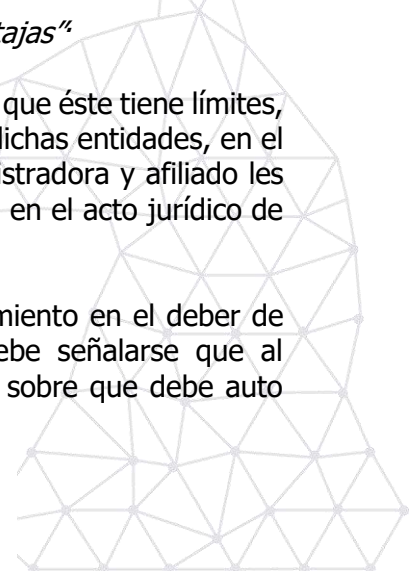 tajas”:
que éste tiene límites,
dichas entidades, en el
istradora y afiliado les
en el acto jurídico de
miento en el deber de
ebe señalarse que al
sobre que debe auto